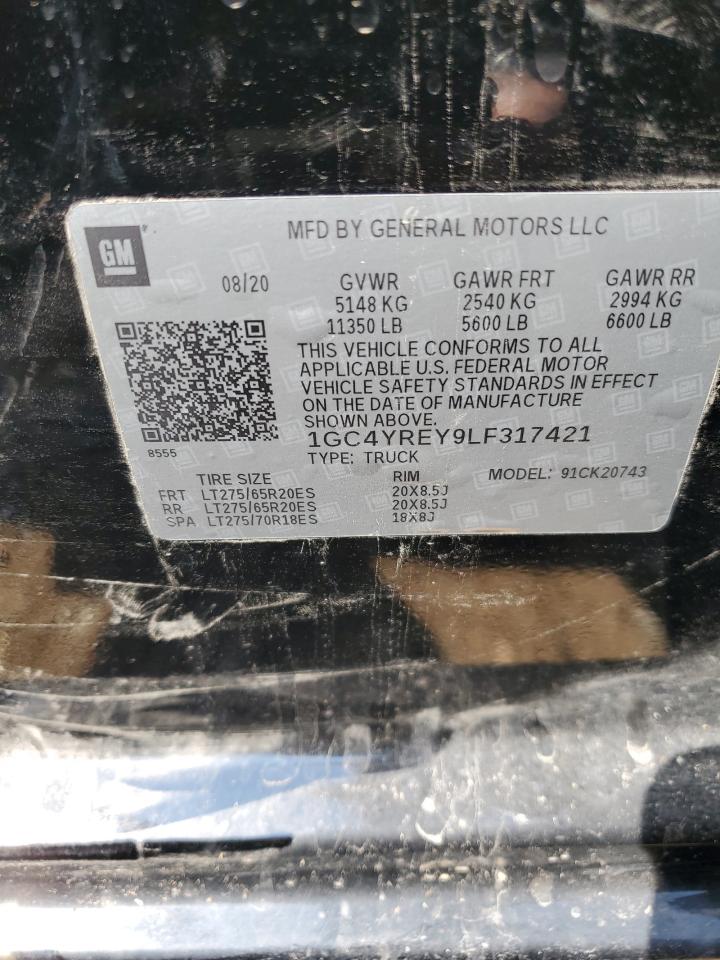 MFD BY GENERAL MOTORS LLC
GM
08/20 GVWR GAWR FRT GAWR RR
5148 KG 2540 KG 2994 KG
11350 LB 5600 LB 6600 LB
THIS VEHICLE CONFORMS TO ALL
APPLICABLE U.S. FEDERAL MOTOR
VEHICLE SAFETY STANDARDS IN EFFECT
ON THE DATE OF MANUFACTURE
SHOWN ABOVE.
1GC4YREY9LF317421
8555
TYPE: TRUCK
TIRE SIZE RIM MODEL: 91CK20743
FRT LT275/65R20ES 20X8.5J
RR LT275/65R20ES 20X8.5J
SPA LT275/70R18ES 18X8J